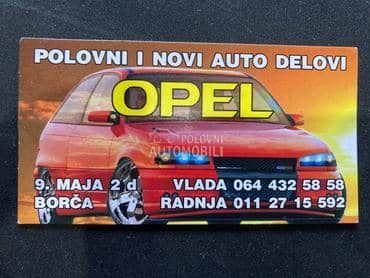 POLOVNI I NOVI AUTO DELOVI
OPEL
POLOVNI
AUTOMOBILI
9. MAJA 2 d VLADA 064 432 58 58
BORČA RADNJA 011 27 15 592